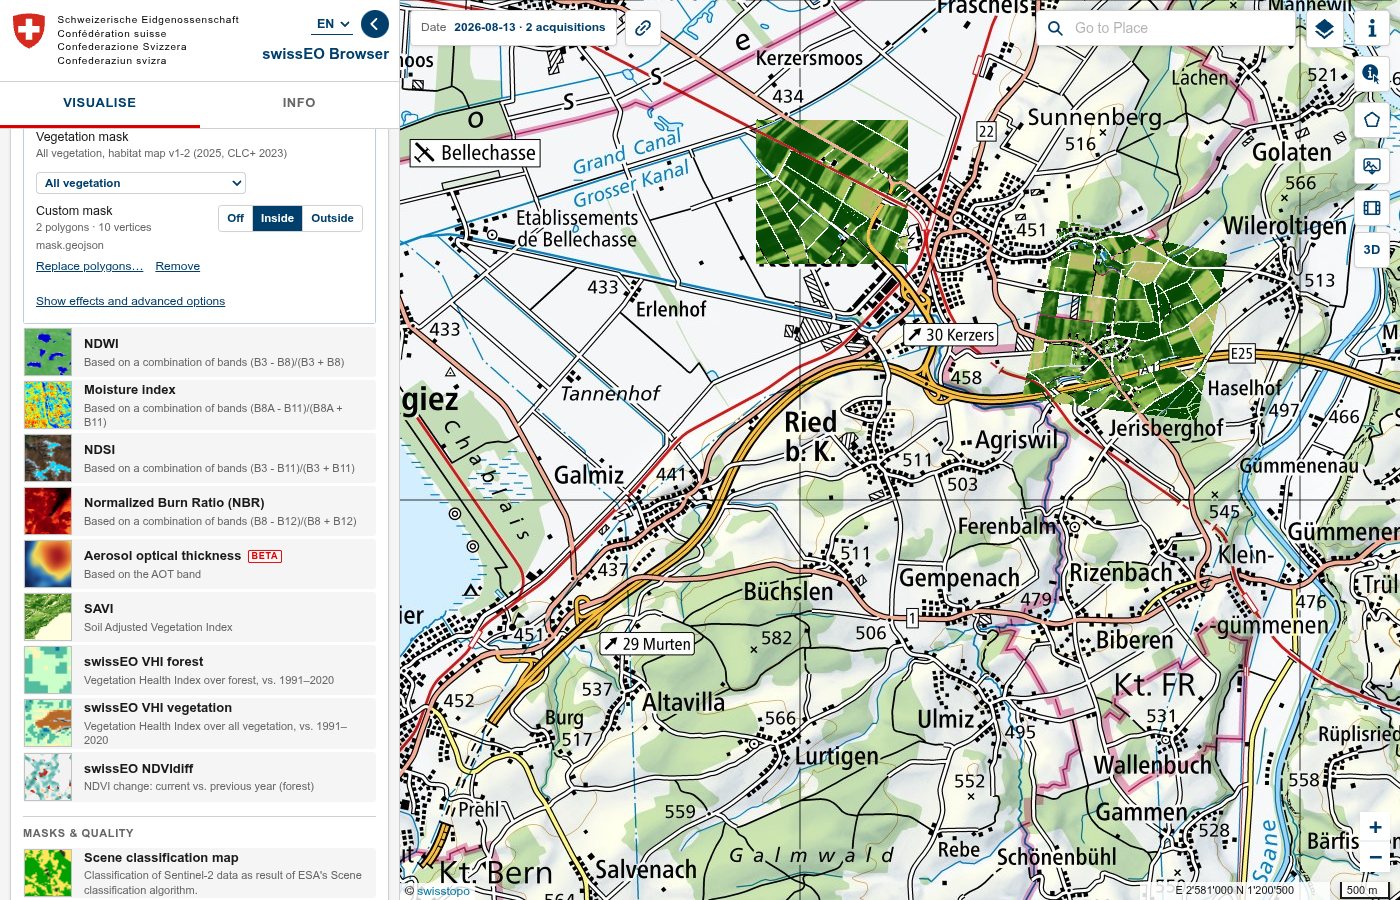 Schweizerische Eidgenossenschaft
Confédération suisse
Confederazione Svizzera
Confederaziun svizra
EN
swissEO Browser
VISUALISE
INFO
Vegetation mask
All vegetation, habitat map v1-2 (2025, CLC+ 2023)
All vegetation
Custom mask
2 polygons · 10 vertices
mask.geojson
Off
Inside
Outside
Replace polygons…
Remove
Show effects and advanced options
NDWI
Based on a combination of bands (B3 - B8)/(B3 + B8)
Moisture index
Based on a combination of bands (B8A - B11)/(B8A +
B11)
NDSI
Based on a combination of bands (B3 - B11)/(B3 + B11)
Normalized Burn Ratio (NBR)
Based on a combination of bands (B8 - B12)/(B8 + B12)
Aerosol optical thickness BETA
Based on the AOT band
SAVI
Soil Adjusted Vegetation Index
swissEO VHI forest
Vegetation Health Index over forest, vs. 1991–2020
swissEO VHI vegetation
Vegetation Health Index over all vegetation, vs. 1991–
2020
swissEO NDVIdiff
NDVI change: current vs. previous year (forest)
MASKS & QUALITY
Scene classification map
Classification of Sentinel-2 data as result of ESA's Scene
classification algorithm.
Date 2026-08-13 · 2 acquisitions
Go to Place
3D
Fräschels
Kerzersmoos
434
S
S
e
o
Bellechasse
Grand Canal
Grosser Kanal
Etablissements
de Bellechasse
22
Sunnenberg
516
Lachen
521
Golaten
566
Wileroltigen
451
513
433
Erlenhof
433
30 Kerzers
458
E25
A1
Haselhof
497
466
Jerisberghof
Tannenhof
giez
Chablais
Ried
b. K.
Agriswil
511
503
Galmiz
441
Gümmenenau
545
Ferenbalm
Klein-
gümmenen
511
437
Büchslen
Gempenach
Rizenbach
479
476
1
506
451
29 Murten
582
Biberen
Kt. FR
537
Altavilla
452
Burg
517
566
Lurtigen
Ulmiz
495
531
Wallenbuch
552
558
Prehl
559
Gammen
528
Galmwald
Rebe
Schönenbühl
Salvenach
Kt. Bern
Saane
© swisstopo
E 2'581'000 N 1'200'500
500 m